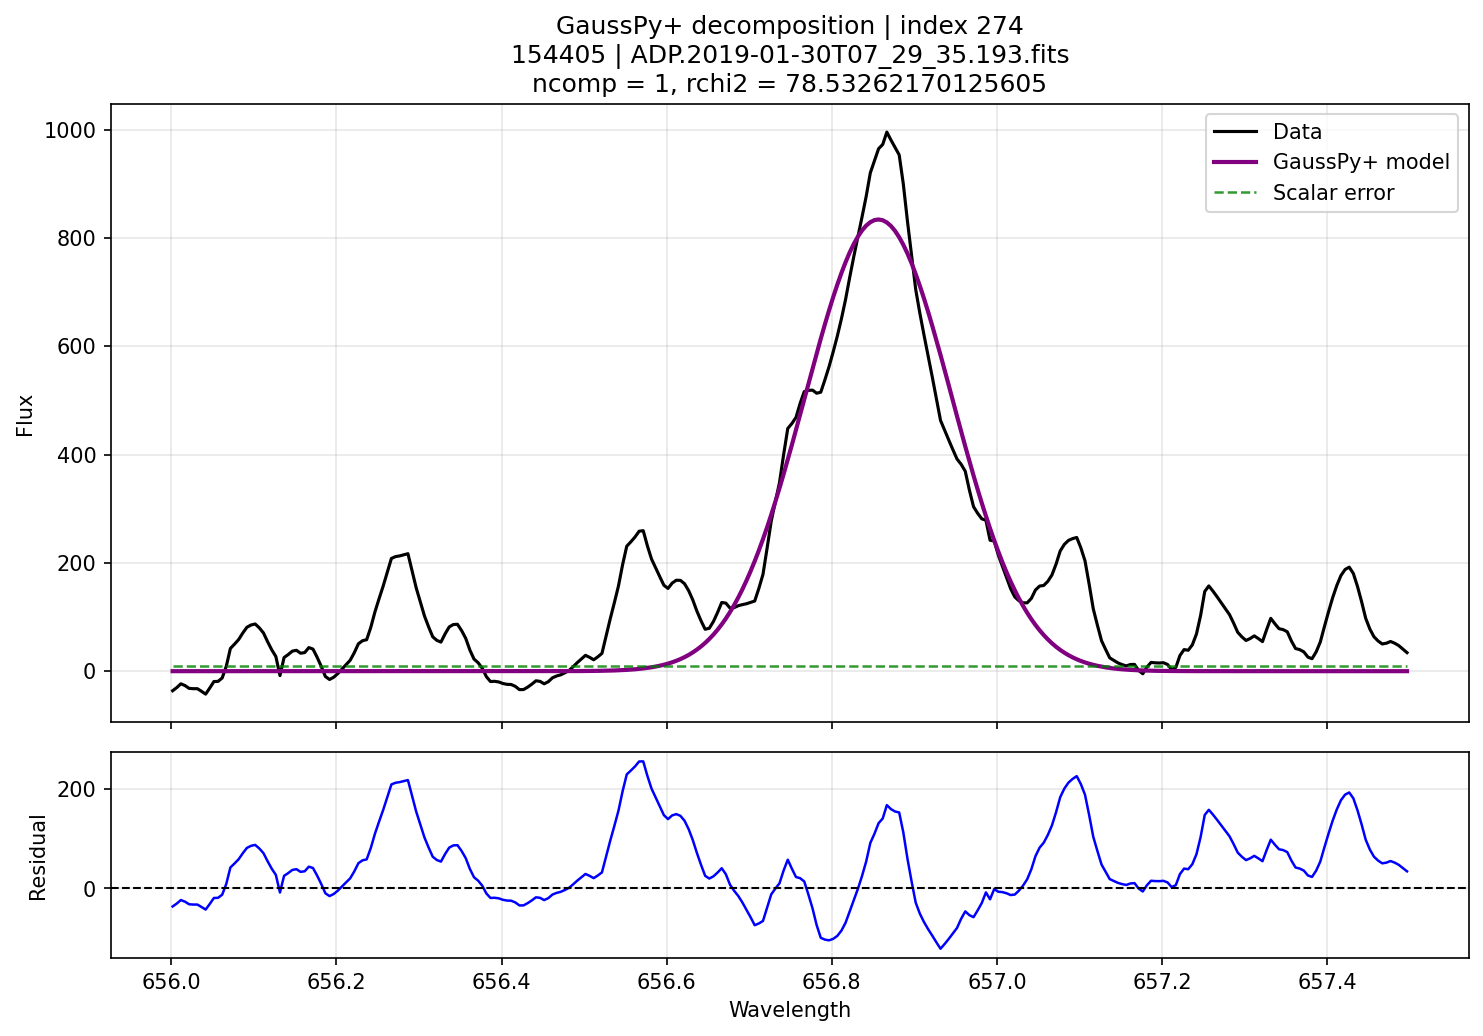 GaussPy+ decomposition | index 274
154405 | ADP.2019-01-30T07_29_35.193.fits
ncomp = 1, rchi2 = 78.53262170125605
Data
GaussPy+ model
Scalar error
1000
800
600
400
200
0
Flux
200
0
Residual
656.0 656.2 656.4 656.6 656.8 657.0 657.2 657.4
Wavelength